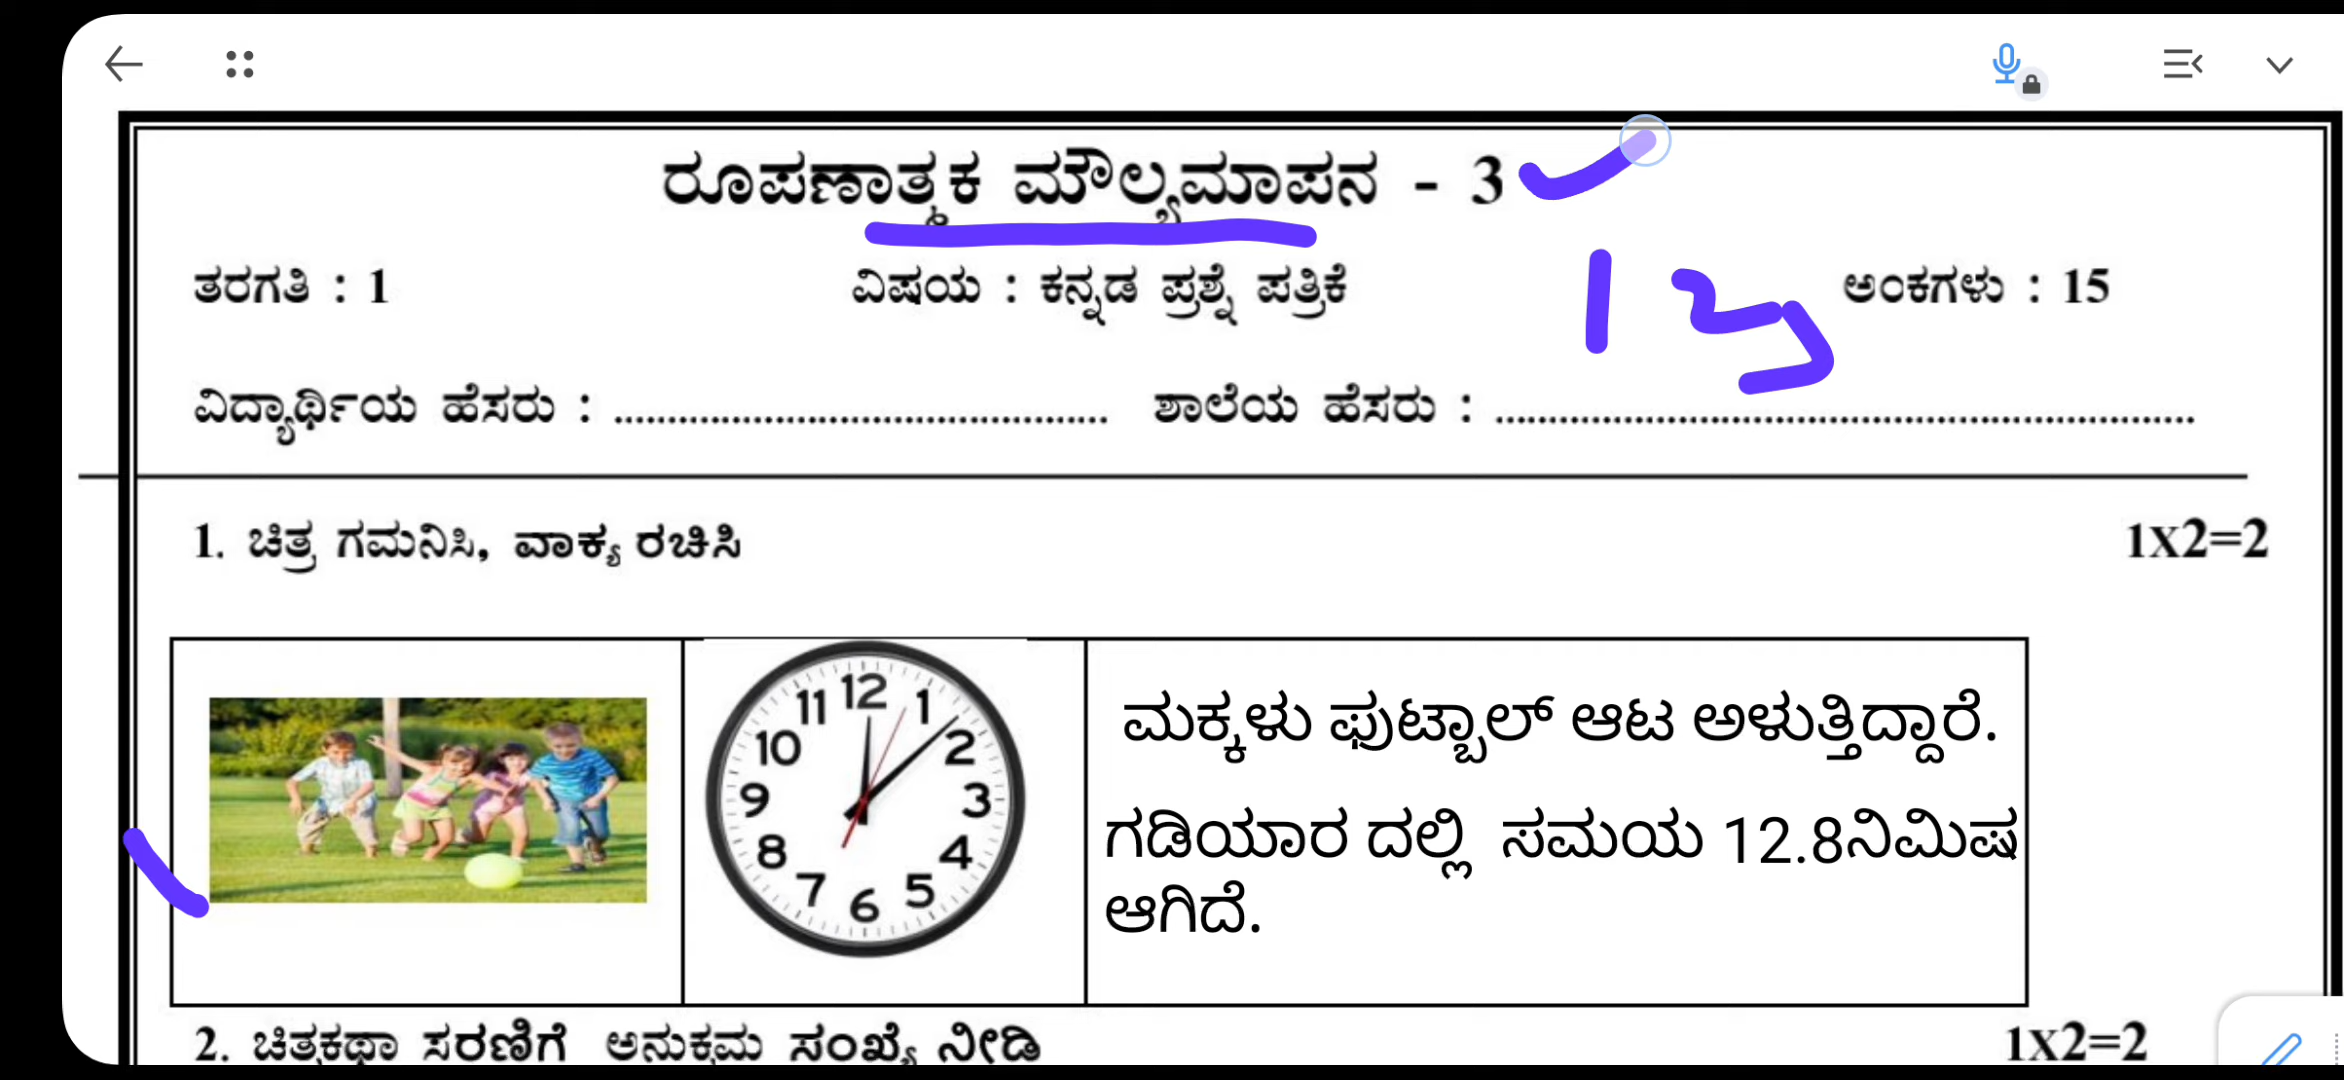 ರೂಪಣಾತ್ಮಕ ಮೌಲ್ಯಮಾಪನ - 3
ತರಗತಿ : 1 ವಿಷಯ : ಕನ್ನಡ ಪ್ರಶ್ನೆ ಪತ್ರಿಕೆ 13 ಅಂಕಗಳು : 15
ವಿದ್ಯಾರ್ಥಿಯ ಹೆಸರು : ............................................... ಶಾಲೆಯ ಹೆಸರು : ..................................................................
1. ಚಿತ್ರ ಗಮನಿಸಿ, ವಾಕ್ಯ ರಚಿಸಿ 1X2=2
12 1 2 3 4 5 6 7 8 9 10 11
ಮಕ್ಕಳು ಫುಟ್ಬಾಲ್ ಆಟ ಅಳುತ್ತಿದ್ದಾರೆ.
ಗಡಿಯಾರ ದಲ್ಲಿ ಸಮಯ 12.8ನಿಮಿಷ
ಆಗಿದೆ.
2. ಚಿತ್ರಕಥಾ ಸರಣಿಗೆ ಅನುಕ್ರಮ ಸಂಖ್ಯೆ ನೀಡಿ 1X2=2